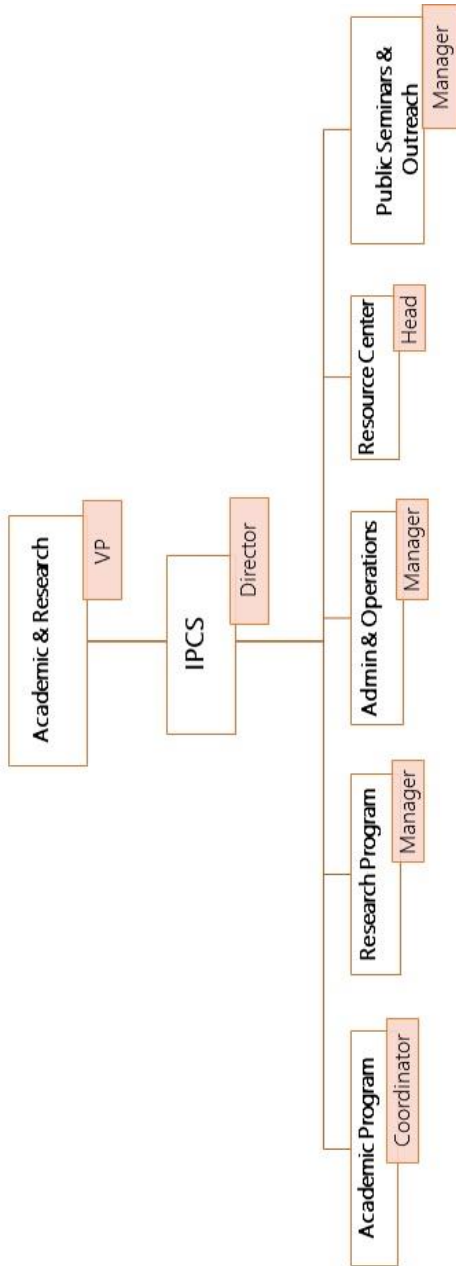 Academic & Research
VP
IPCS
Director
Academic Program
Coordinator
Research Program
Manager
Admin & Operations
Manager
Resource Center
Head
Public Seminars &
Outreach
Manager